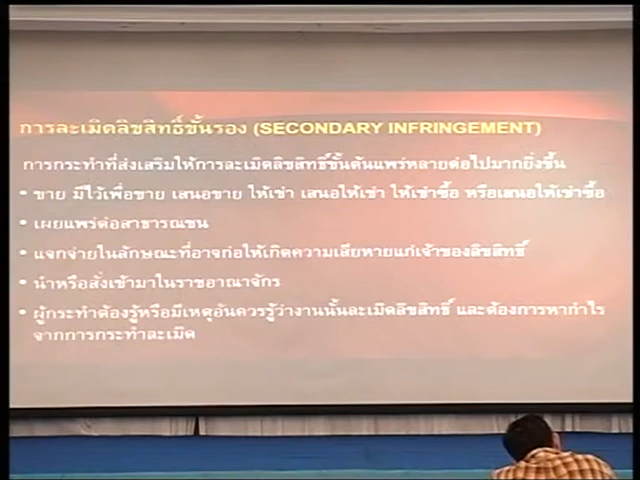 การละเมิดลิขสิทธิ์ขั้นรอง (SECONDARY INFRINGEMENT)
การกระทำที่ส่งเสริมให้การละเมิดลิขสิทธิ์ขั้นต้นแพร่หลายต่อไปมากยิ่งขึ้น
• ขาย มีไว้เพื่อขาย เสนอขาย ให้เช่า เสนอให้เช่า ให้เช่าซื้อ หรือเสนอให้เช่าซื้อ
• เผยแพร่ต่อสาธารณชน
• แจกจ่ายในลักษณะที่อาจก่อให้เกิดความเสียหายแก่เจ้าของลิขสิทธิ์
• นำหรือสั่งเข้ามาในราชอาณาจักร
• ผู้กระทำต้องรู้หรือมีเหตุอันควรรู้ว่างานนั้นละเมิดลิขสิทธิ์ และต้องการหากำไร
จากการกระทำละเมิด